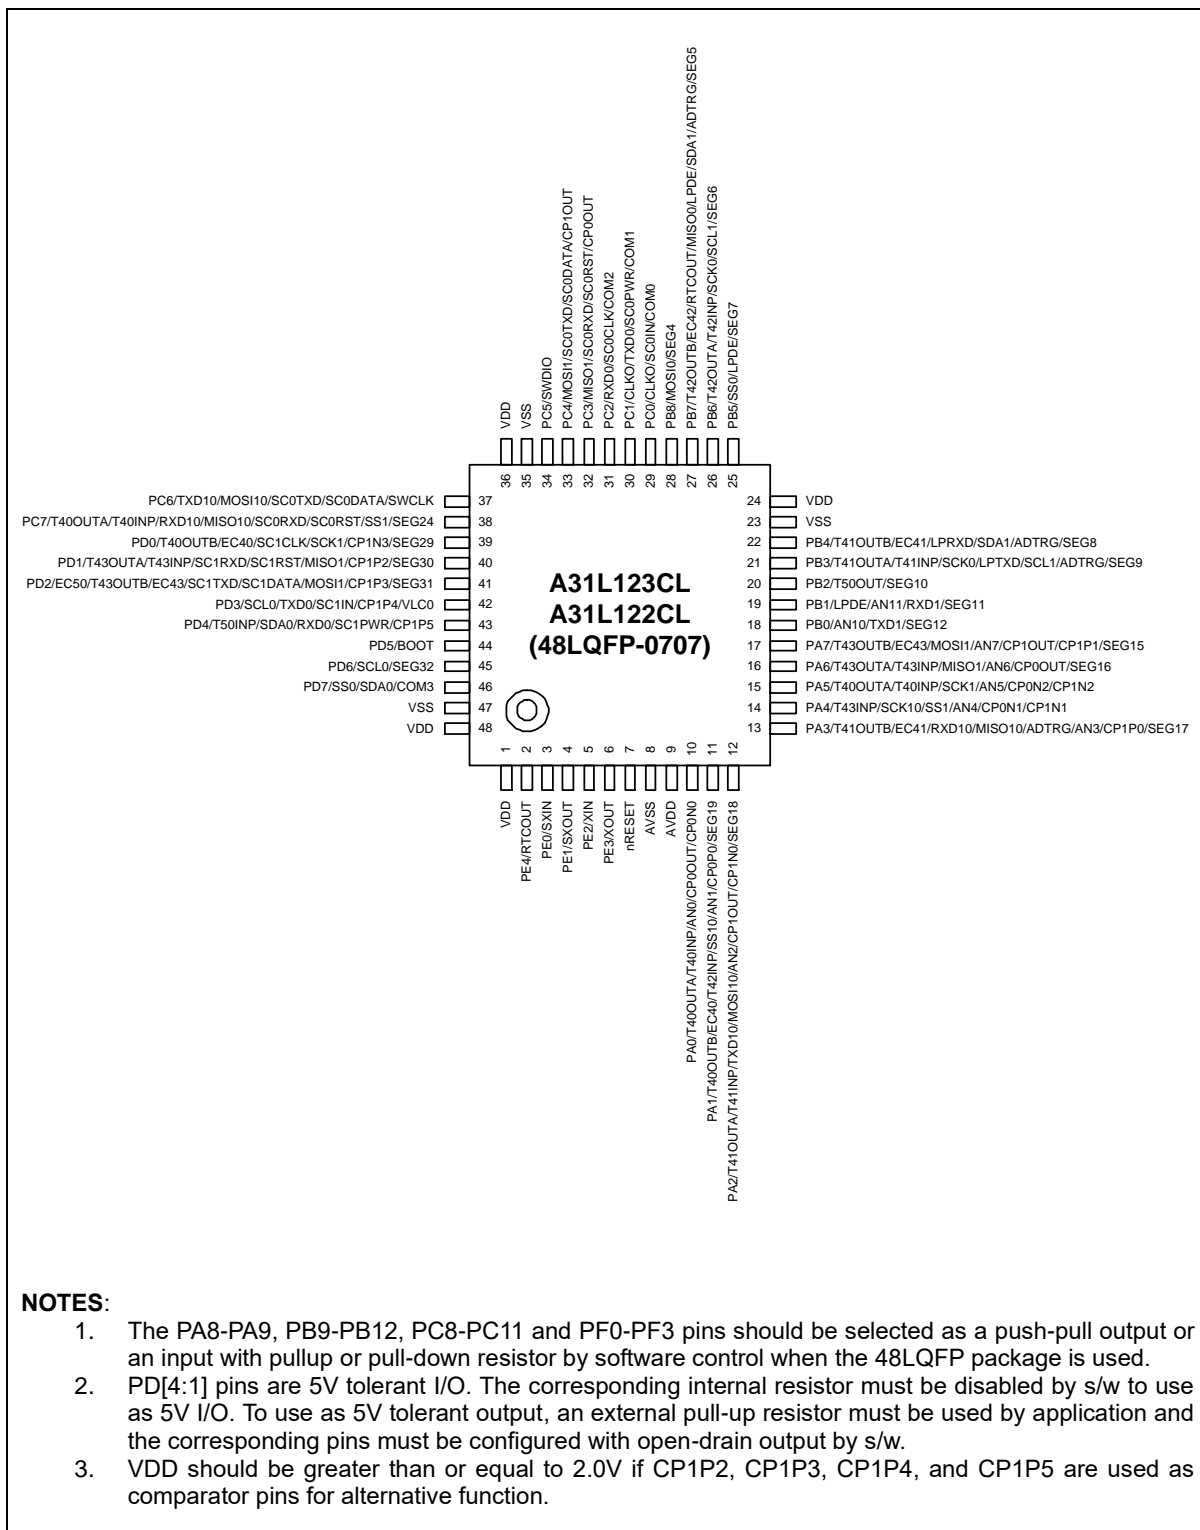 PB7/T42OUTB/EC42/RTCOUT/MISO0/LPDE/SDA1/ADTRG/SEG5
PB6/T42OUTA/T42INP/SCK0/SCL1/SEG6
PB5/SS0/LPDE/SEG7
PC4/MOSI1/SC0TXD/SC0DATA/CP1OUT
PC3/MISO1/SC0RXD/SC0RST/CP0OUT
PC2/RXD0/SC0CLK/COM2
PC1/CLKO/TXD0/SC0PWR/COM1
PC0/CLKO/SC0IN/COM0
PB8/MOSI0/SEG4
PC5/SWDIO
VSS
VDD
36 35 34 33 32 31 30 29 28 27 26 25
PC6/TXD10/MOSI10/SC0TXD/SC0DATA/SWCLK 37
PC7/T40OUTA/T40INP/RXD10/MISO10/SC0RXD/SC0RST/SS1/SEG24 38
PD0/T40OUTB/EC40/SC1CLK/SCK1/CP1N3/SEG29 39
PD1/T43OUTA/T43INP/SC1RXD/SC1RST/MISO1/CP1P2/SEG30 40
PD2/EC50/T43OUTB/EC43/SC1TXD/SC1DATA/MOSI1/CP1P3/SEG31 41
PD3/SCL0/TXD0/SC1IN/CP1P4/VLC0 42
PD4/T50INP/SDA0/RXD0/SC1PWR/CP1P5 43
PD5/BOOT 44
PD6/SCL0/SEG32 45
PD7/SS0/SDA0/COM3 46
VSS 47
VDD 48
A31L123CL
A31L122CL
(48LQFP-0707)
24 VDD
23 VSS
22 PB4/T41OUTB/EC41/LPRXD/SDA1/ADTRG/SEG8
21 PB3/T41OUTA/T41INP/SCK0/LPTXD/SCL1/ADTRG/SEG9
20 PB2/T50OUT/SEG10
19 PB1/LPDE/AN11/RXD1/SEG11
18 PB0/AN10/TXD1/SEG12
17 PA7/T43OUTB/EC43/MOSI1/AN7/CP1OUT/CP1P1/SEG15
16 PA6/T43OUTA/T43INP/MISO1/AN6/CP0OUT/SEG16
15 PA5/T40OUTA/T40INP/SCK1/AN5/CP0N2/CP1N2
14 PA4/T43INP/SCK10/SS1/AN4/CP0N1/CP1N1
13 PA3/T41OUTB/EC41/RXD10/MISO10/ADTRG/AN3/CP1P0/SEG17
1 2 3 4 5 6 7 8 9 10 11 12
VDD
PE4/RTCOUT
PE0/SXIN
PE1/SXOUT
PE2/XIN
PE3/XOUT
nRESET
AVSS
AVDD
PA0/T40OUTA/T40INP/AN0/CP0OUT/CP0N0
PA1/T40OUTB/EC40/T42INP/SS10/AN1/CP0P0/SEG19
PA2/T41OUTA/T41INP/TXD10/MOSI10/AN2/CP1OUT/CP1N0/SEG18
NOTES:
1. The PA8-PA9, PB9-PB12, PC8-PC11 and PF0-PF3 pins should be selected as a push-pull output or
an input with pullup or pull-down resistor by software control when the 48LQFP package is used.
2. PD[4:1] pins are 5V tolerant I/O. The corresponding internal resistor must be disabled by s/w to use
as 5V I/O. To use as 5V tolerant output, an external pull-up resistor must be used by application and
the corresponding pins must be configured with open-drain output by s/w.
3. VDD should be greater than or equal to 2.0V if CP1P2, CP1P3, CP1P4, and CP1P5 are used as
comparator pins for alternative function.